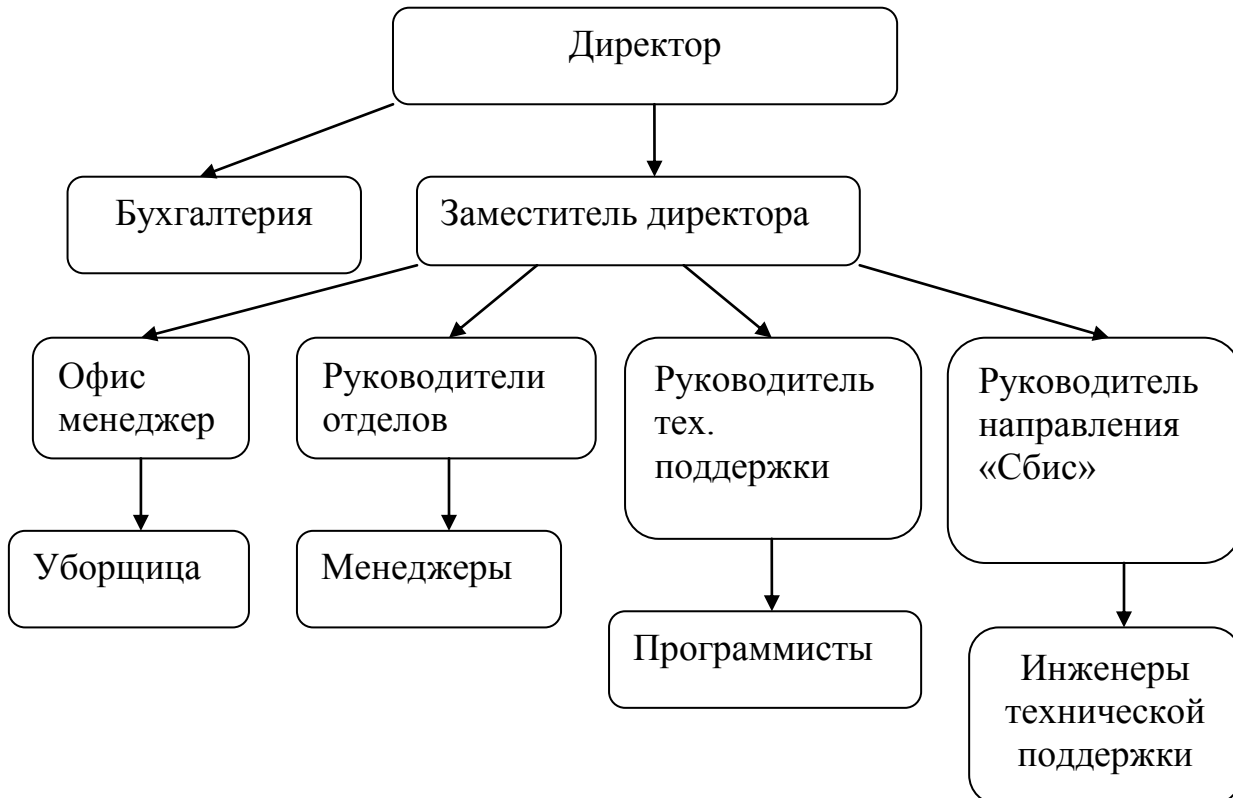 Директор
Бухгалтерия
Заместитель директора
Офис
менеджер
Руководители
отделов
Руководитель
тех.
поддержки
Руководитель
направления
«Сбис»
Уборщица
Менеджеры
Программисты
Инженеры
технической
поддержки